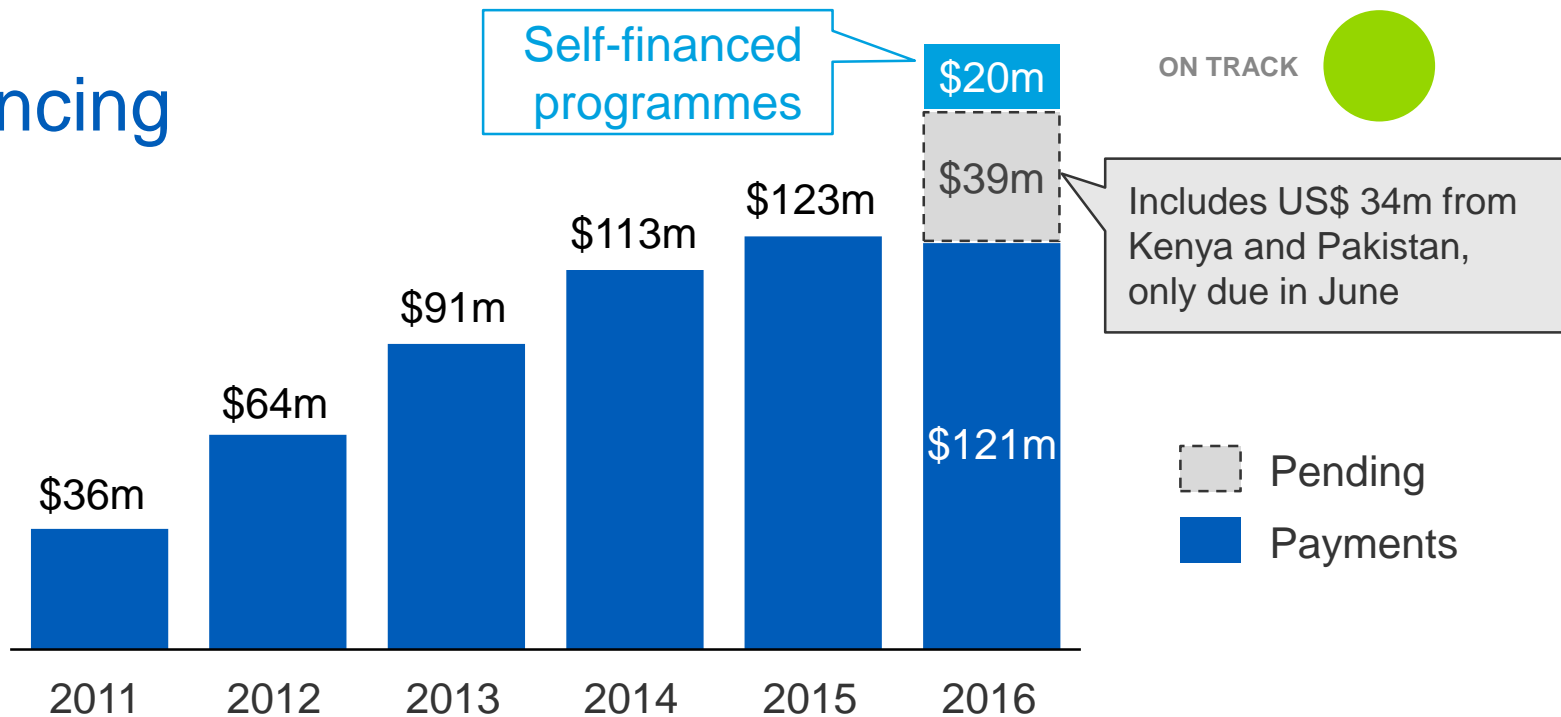 ncing
Self-financed
programmes
ON TRACK
$20m
$39m
Includes US$ 34m from
Kenya and Pakistan,
only due in June
$36m
$64m
$91m
$113m
$123m
$121m
Pending
Payments
2011
2012
2013
2014
2015
2016